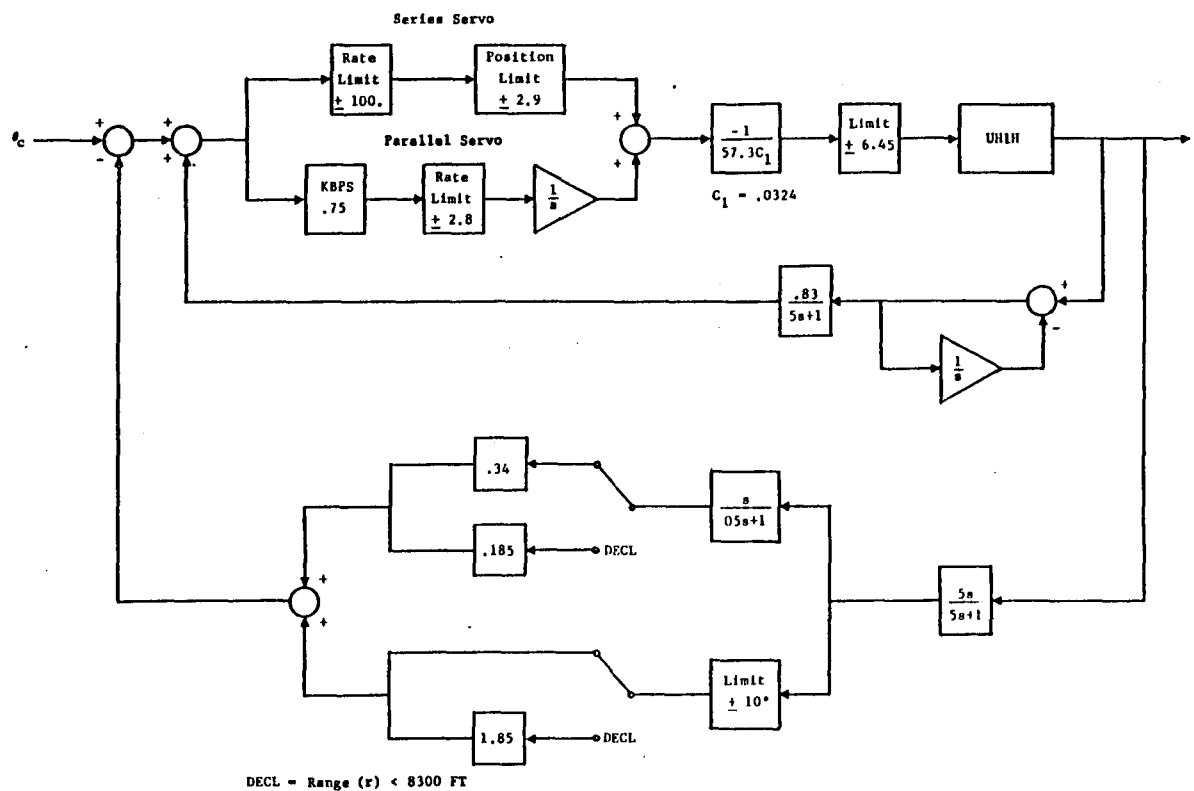 Series Servo
Rate
Limit
± 100.
Position
Limit
± 2.9
+
+
Parallel Servo
KBPS
.75
Rate
Limit
± 2.8
1/s
θc
+
-
+
+
-1
57.3C1
C1 = .0324
Limit
± 6.45
UH1H
.83
5s+1
+
-
1/s
.34
.185
DECL
s
05s+1
5s
5s+1
+
+
Limit
± 10°
1.85
DECL
DECL = Range (r) < 8300 FT